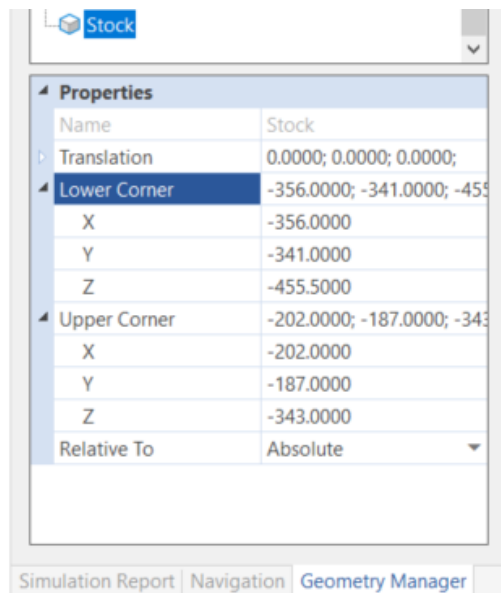 Stock
Properties
Name Stock
Translation 0.0000; 0.0000; 0.0000;
Lower Corner -356.0000; -341.0000; -455
X -356.0000
Y -341.0000
Z -455.5000
Upper Corner -202.0000; -187.0000; -343
X -202.0000
Y -187.0000
Z -343.0000
Relative To Absolute
Simulation Report Navigation Geometry Manager